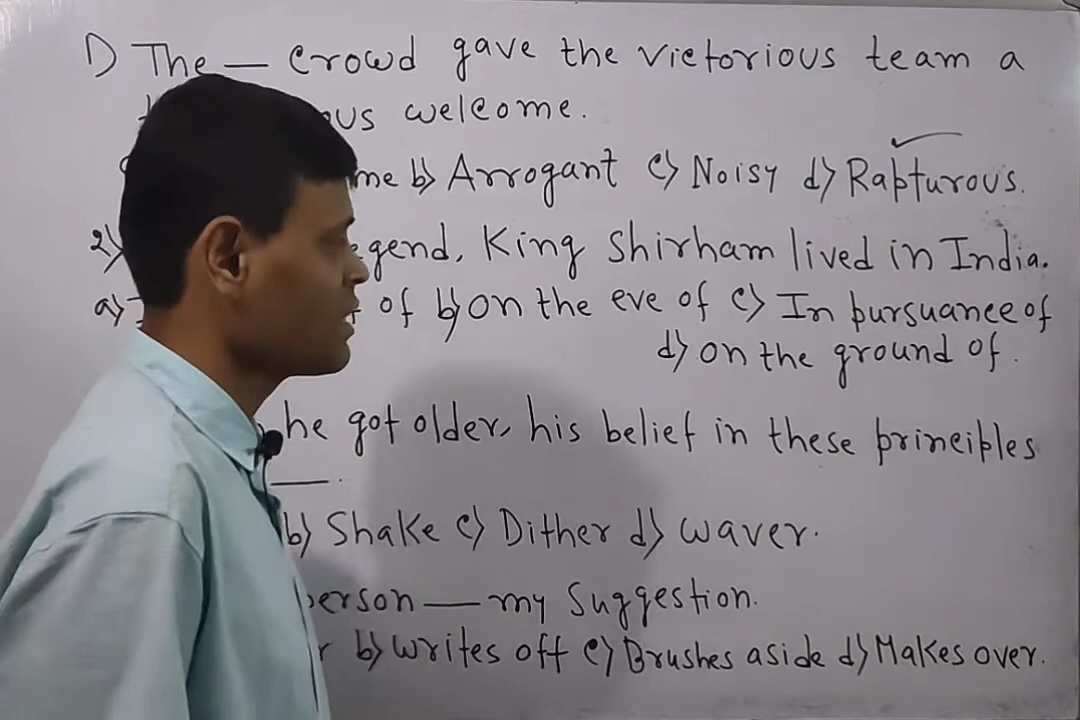 1) The — crowd gave the victorious team a
us welcome.
me b) Arrogant c) Noisy d) Rapturous.
2) gend, King Shirham lived in India.
a) of b) on the eve of c) In pursuance of
d) on the ground of.
he got older, his belief in these principles
—.
b) Shake c) Dither d) waver.
person — my suggestion.
r b) writes off c) Brushes aside d) Makes over.